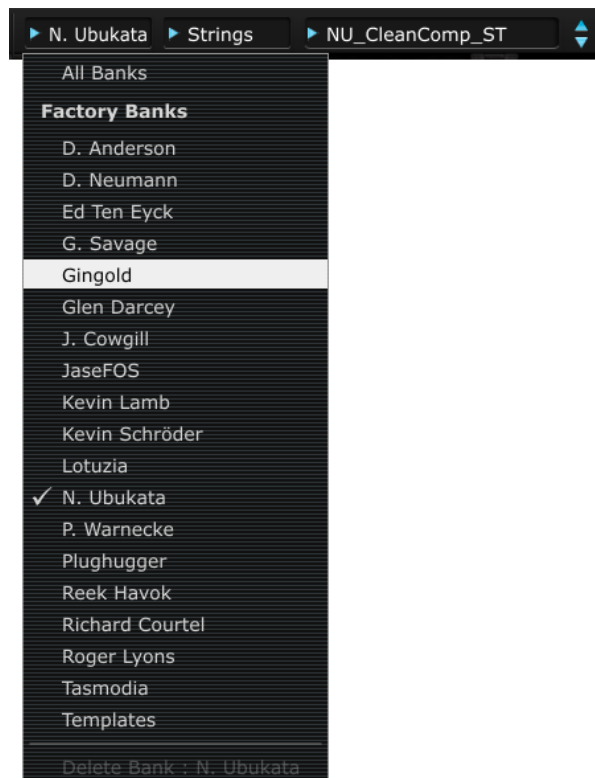 N. Ubukata Strings NU_CleanComp_ST
All Banks
Factory Banks
D. Anderson
D. Neumann
Ed Ten Eyck
G. Savage
Gingold
Glen Darcey
J. Cowgill
JaseFOS
Kevin Lamb
Kevin Schröder
Lotuzia
N. Ubukata
P. Warnecke
Plughugger
Reek Havok
Richard Courtel
Roger Lyons
Tasmodia
Templates
Delete Bank : N. Ubukata